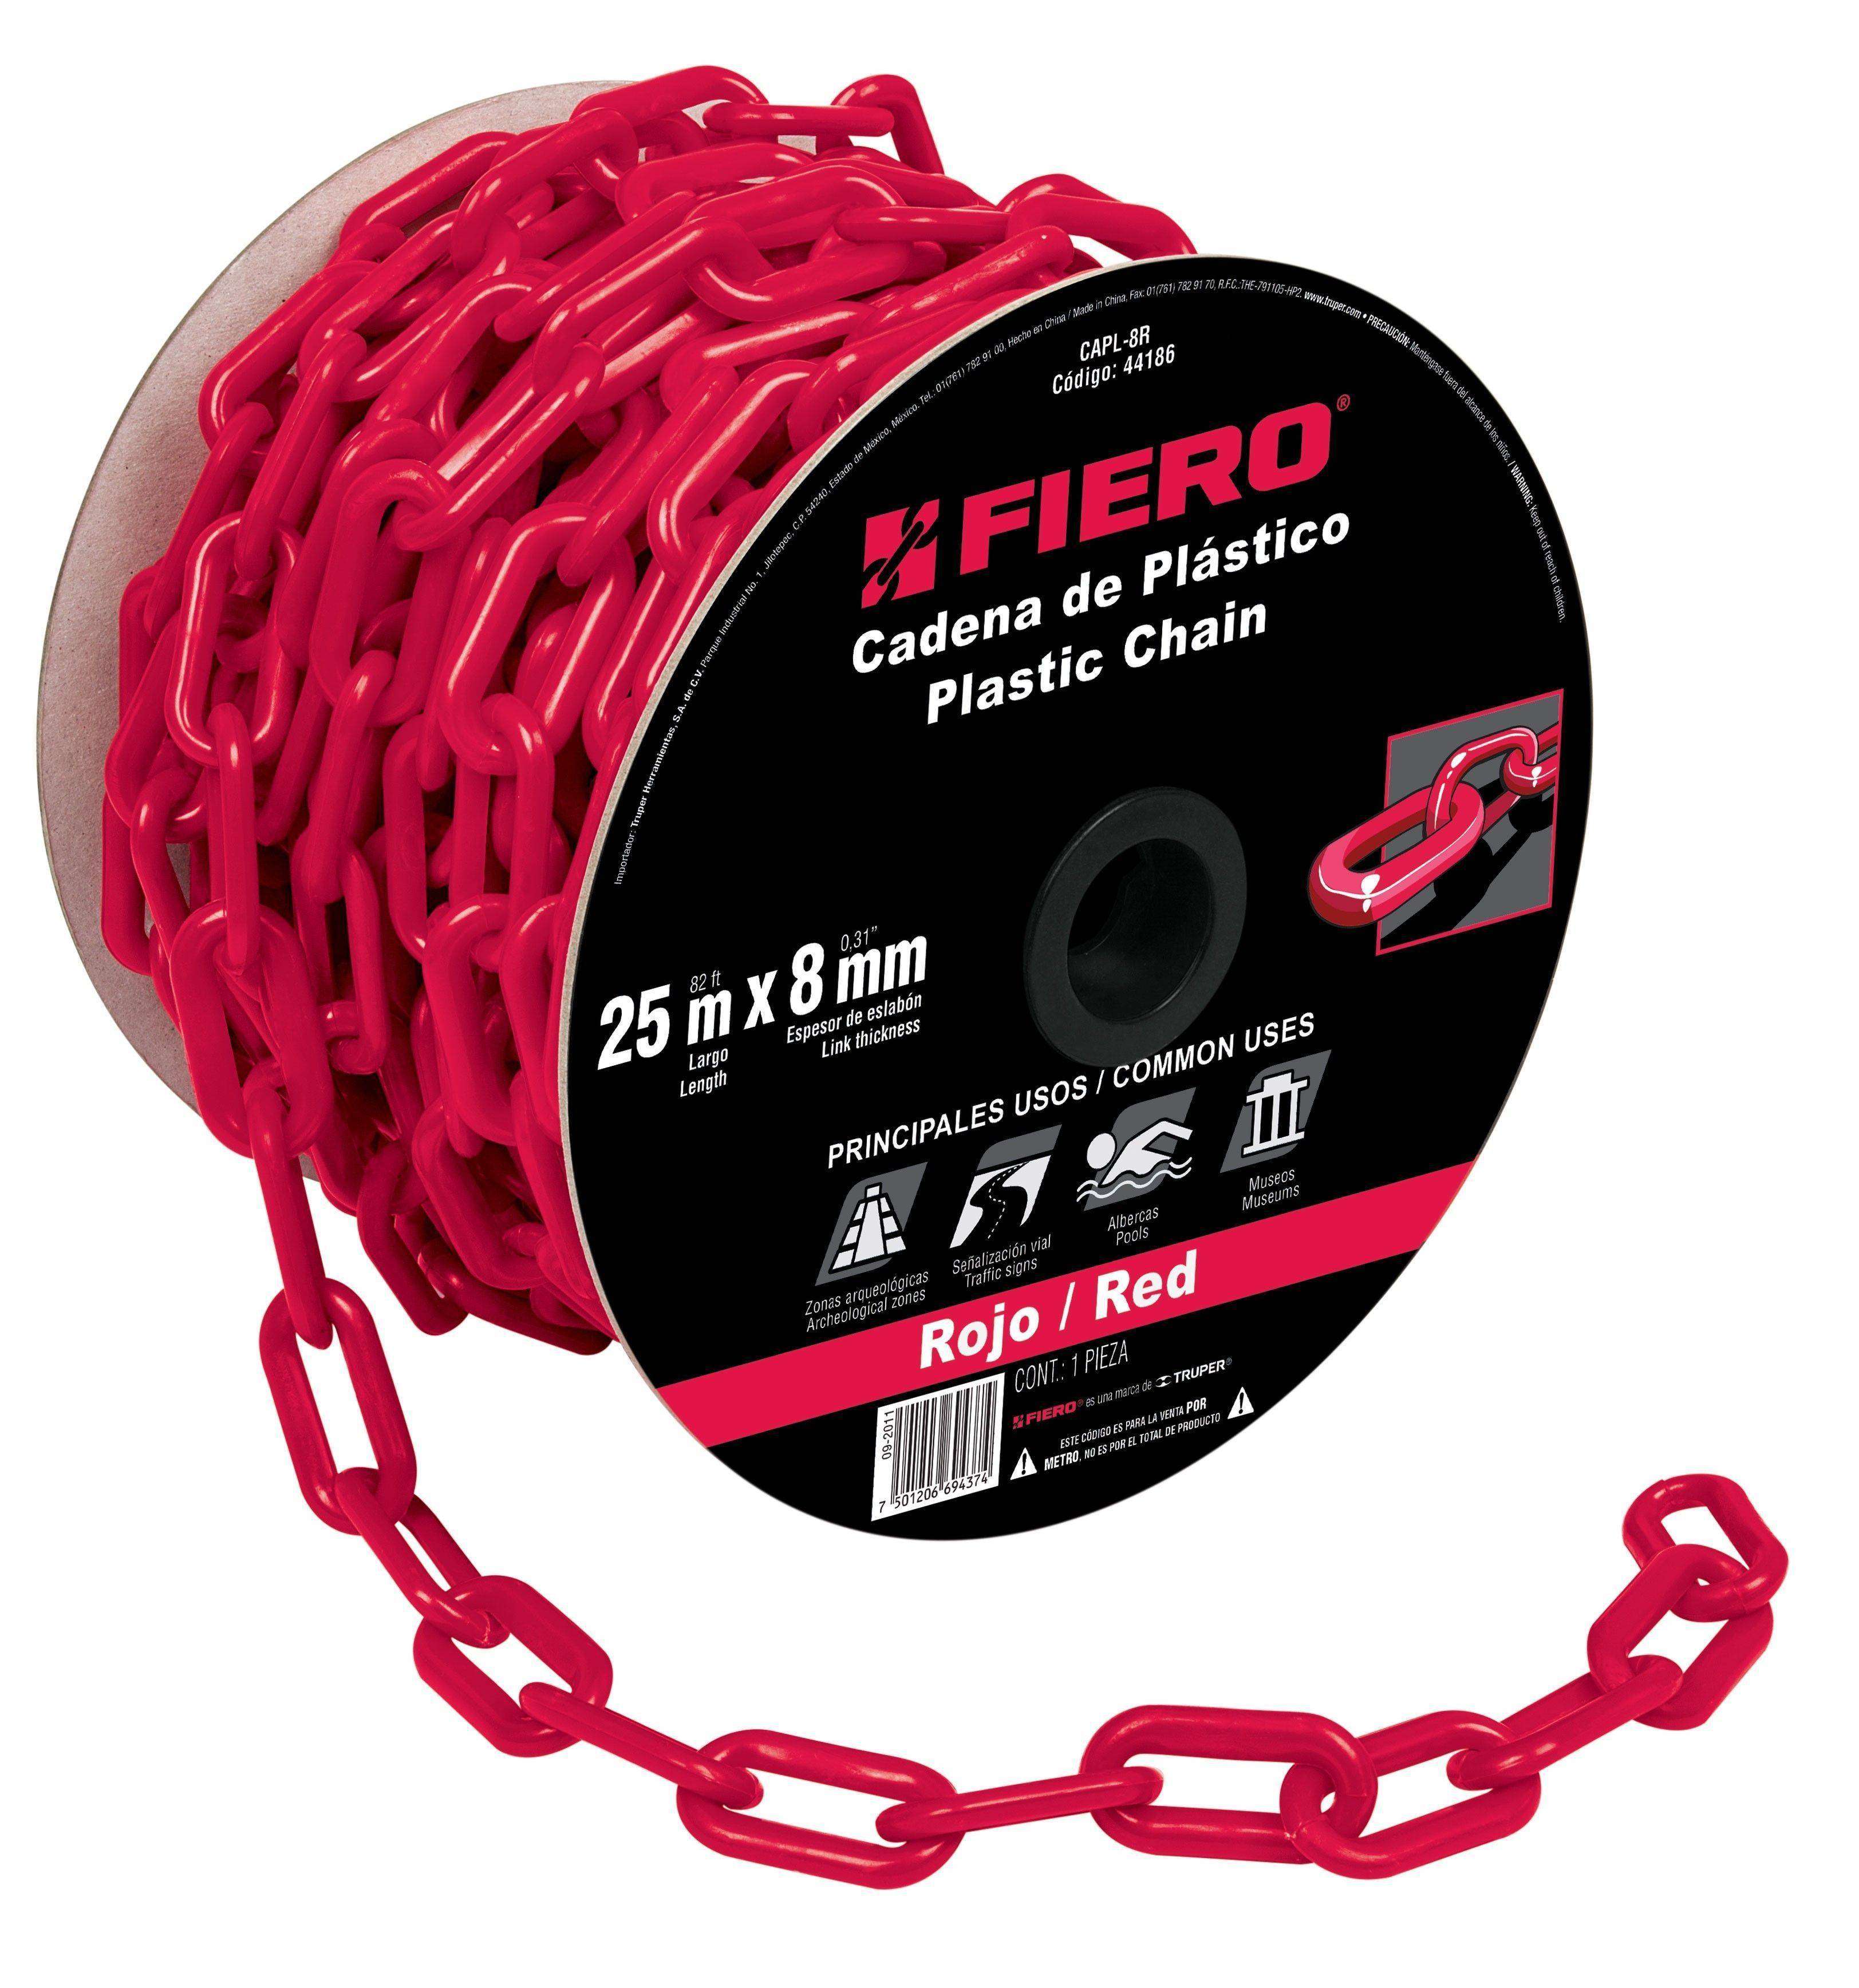 Importador: Truper Herramientas, S.A. de C.V. Parque Industrial No. 1, Jilotepec, C.P. 54240, Estado de México, México. Tel.: 01(761) 782 91 00, Hecho en China / Made in China, Fax: 01(761) 782 91 70, R.F.C.:THE-791105-HP2. www.truper.com • PRECAUCIÓN: Manténgase fuera del alcance de los niños. / WARNING: Keep out of reach of children.
CAPL-8R
Código: 44186
FIERO®
Cadena de Plástico
Plastic Chain
82 ft 0,31”
25 m x 8 mm
Largo
Length
Espesor de eslabón
Link thickness
PRINCIPALES USOS / COMMON USES
Zonas arqueológicas
Archeological zones
Señalización vial
Traffic signs
Albercas
Pools
Museos
Museums
Rojo / Red
CONT.: 1 PIEZA
FIERO® es una marca de TRUPER®
ESTE CÓDIGO ES PARA LA VENTA POR
METRO, NO ES POR EL TOTAL DE PRODUCTO
09-2011
7 501206 694374